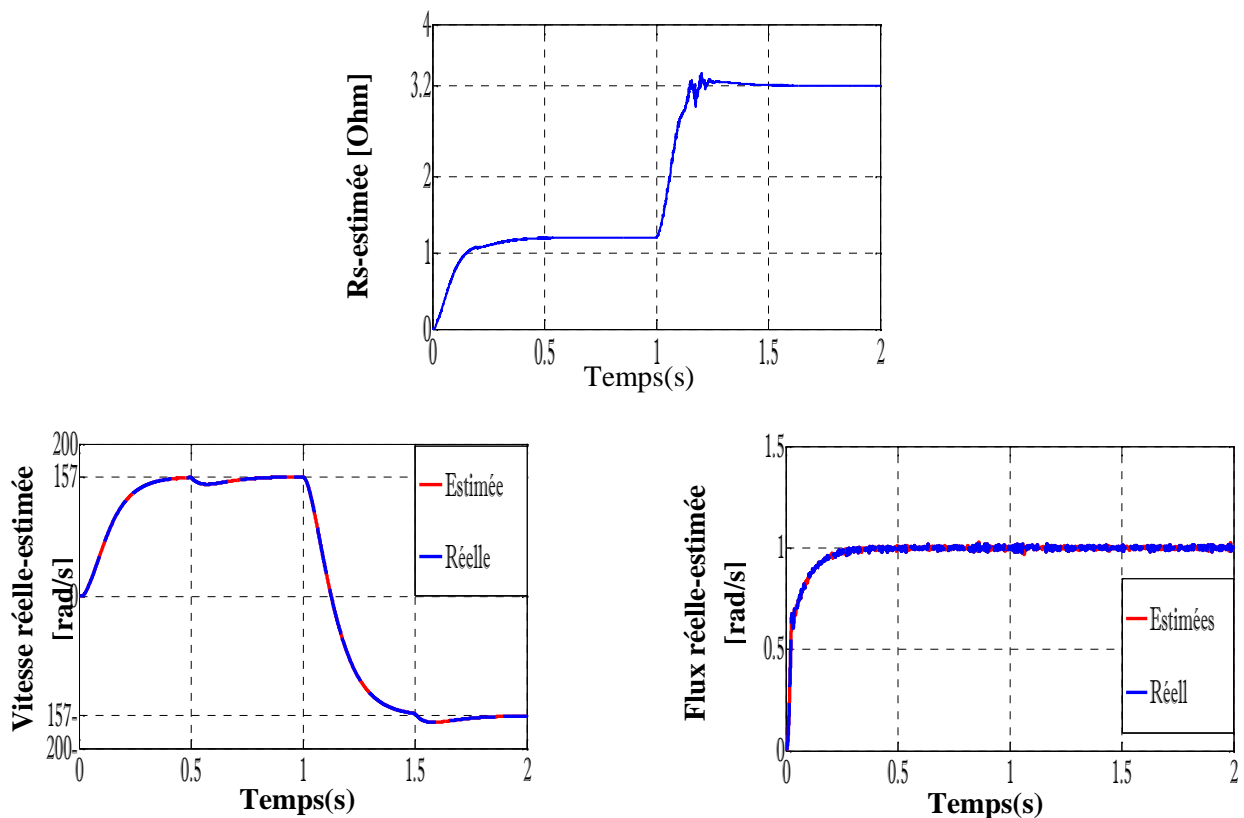 4
3.2
2
1
0
Rs-estimée [Ohm]
0
0.5
1
1.5
2
Temps(s)
200
157
0
157-
200-
Vitesse réelle-estimée
[rad/s]
Estimée
Réelle
0
0.5
1
1.5
2
Temps(s)
1.5
1
0.5
0
Flux réelle-estimée
[rad/s]
Estimées
Réell
0
0.5
1
1.5
2
Temps(s)